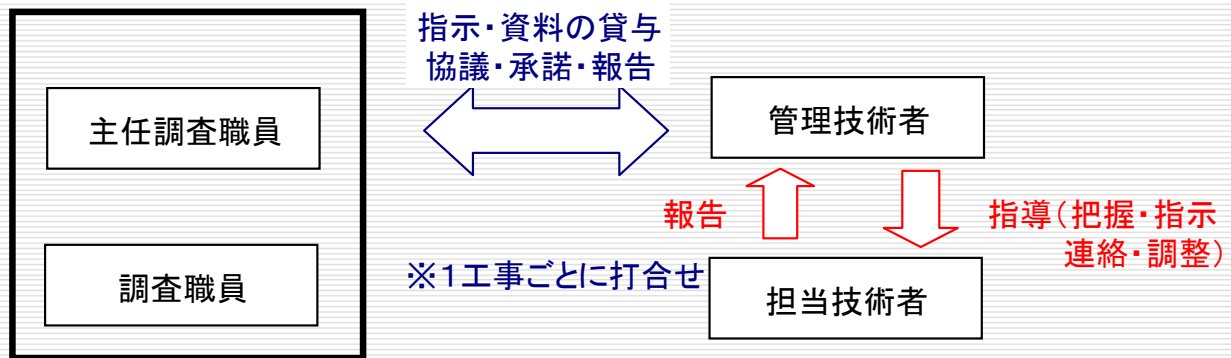 指示・資料の貸与
協議・承諾・報告
主任調査職員
管理技術者
報告
指導(把握・指示
連絡・調整)
※1工事ごとに打合せ
調査職員
担当技術者